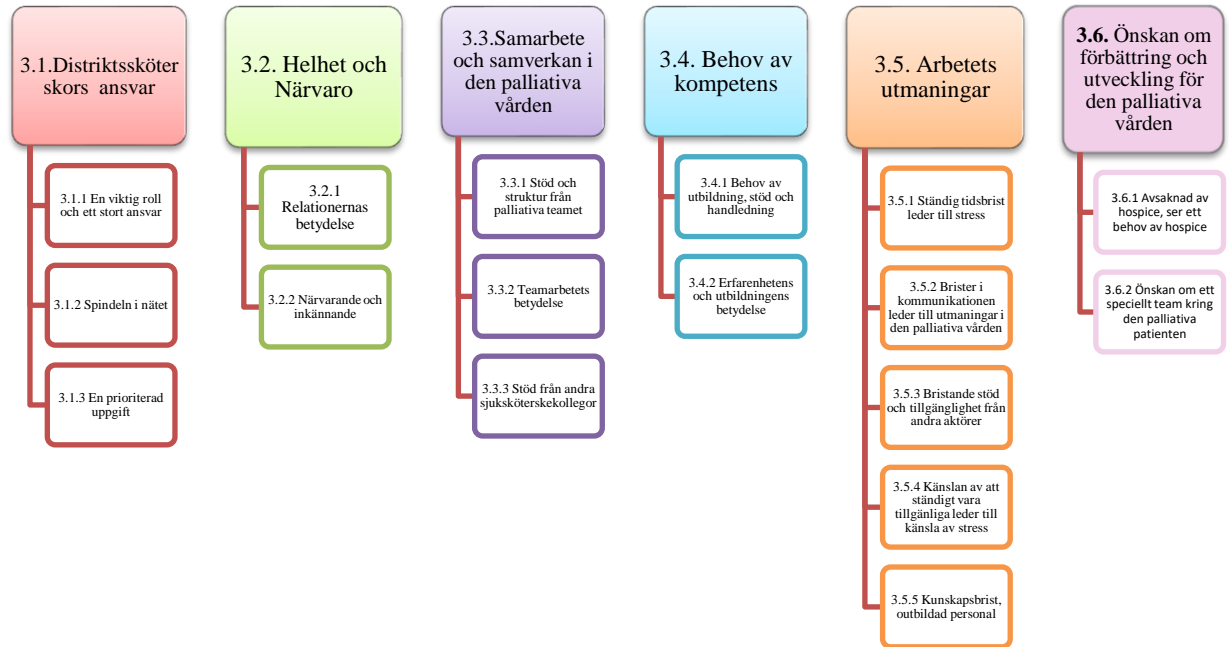 3.1.Distriktssköter
skors  ansvar
3.1.1 En viktig roll
och ett stort ansvar
3.1.2 Spindeln i nätet
3.1.3 En prioriterad
uppgift
3.2. Helhet och
Närvaro
3.2.1
Relationernas
betydelse
3.2.2 Närvarande och
inkännande
3.3.Samarbete
och samverkan i
den palliativa
vården
3.3.1 Stöd och
struktur från
palliativa teamet
3.3.2 Teamarbetets
betydelse
3.3.3 Stöd från andra
sjuksköterskekollegor
3.4. Behov av
kompetens
3.4.1 Behov av
utbildning, stöd och
handledning
3.4.2 Erfarenhetens
och utbildningens
betydelse
3.5. Arbetets
utmaningar
3.5.1 Ständig tidsbrist
leder till stress
3.5.2 Brister i
kommunikationen
leder till utmaningar i
den palliativa vården
3.5.3 Bristande stöd
och tillgänglighet från
andra aktörer
3.5.4 Känslan av att
ständigt vara
tillgänliga leder till
känsla av stress
3.5.5 Kunskapsbrist,
outbildad personal
3.6. Önskan om
förbättring och
utveckling för
den palliativa
vården
3.6.1 Avsaknad av
hospice, ser ett
behov av hospice
3.6.2 Önskan om ett
speciellt team kring
den palliativa
patienten